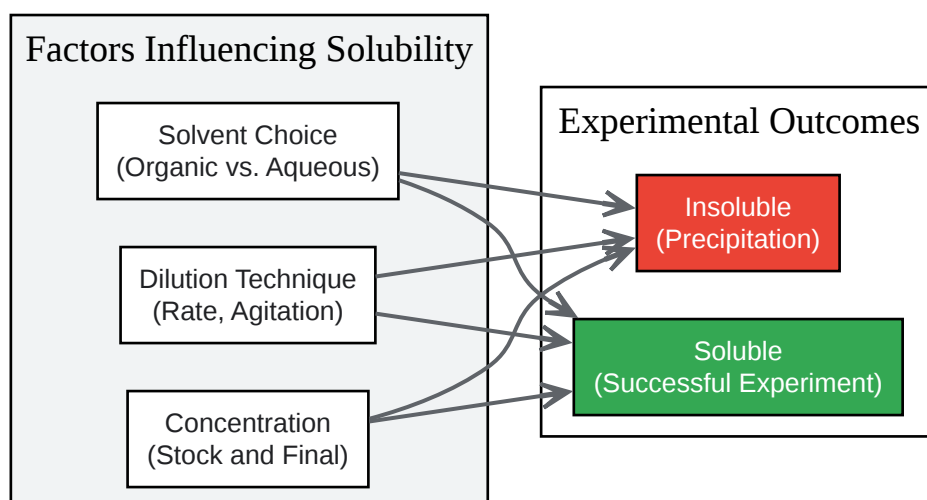 Factors Influencing Solubility
Solvent Choice
(Organic vs. Aqueous)
Dilution Technique
(Rate, Agitation)
Concentration
(Stock and Final)
Experimental Outcomes
Insoluble
(Precipitation)
Soluble
(Successful Experiment)